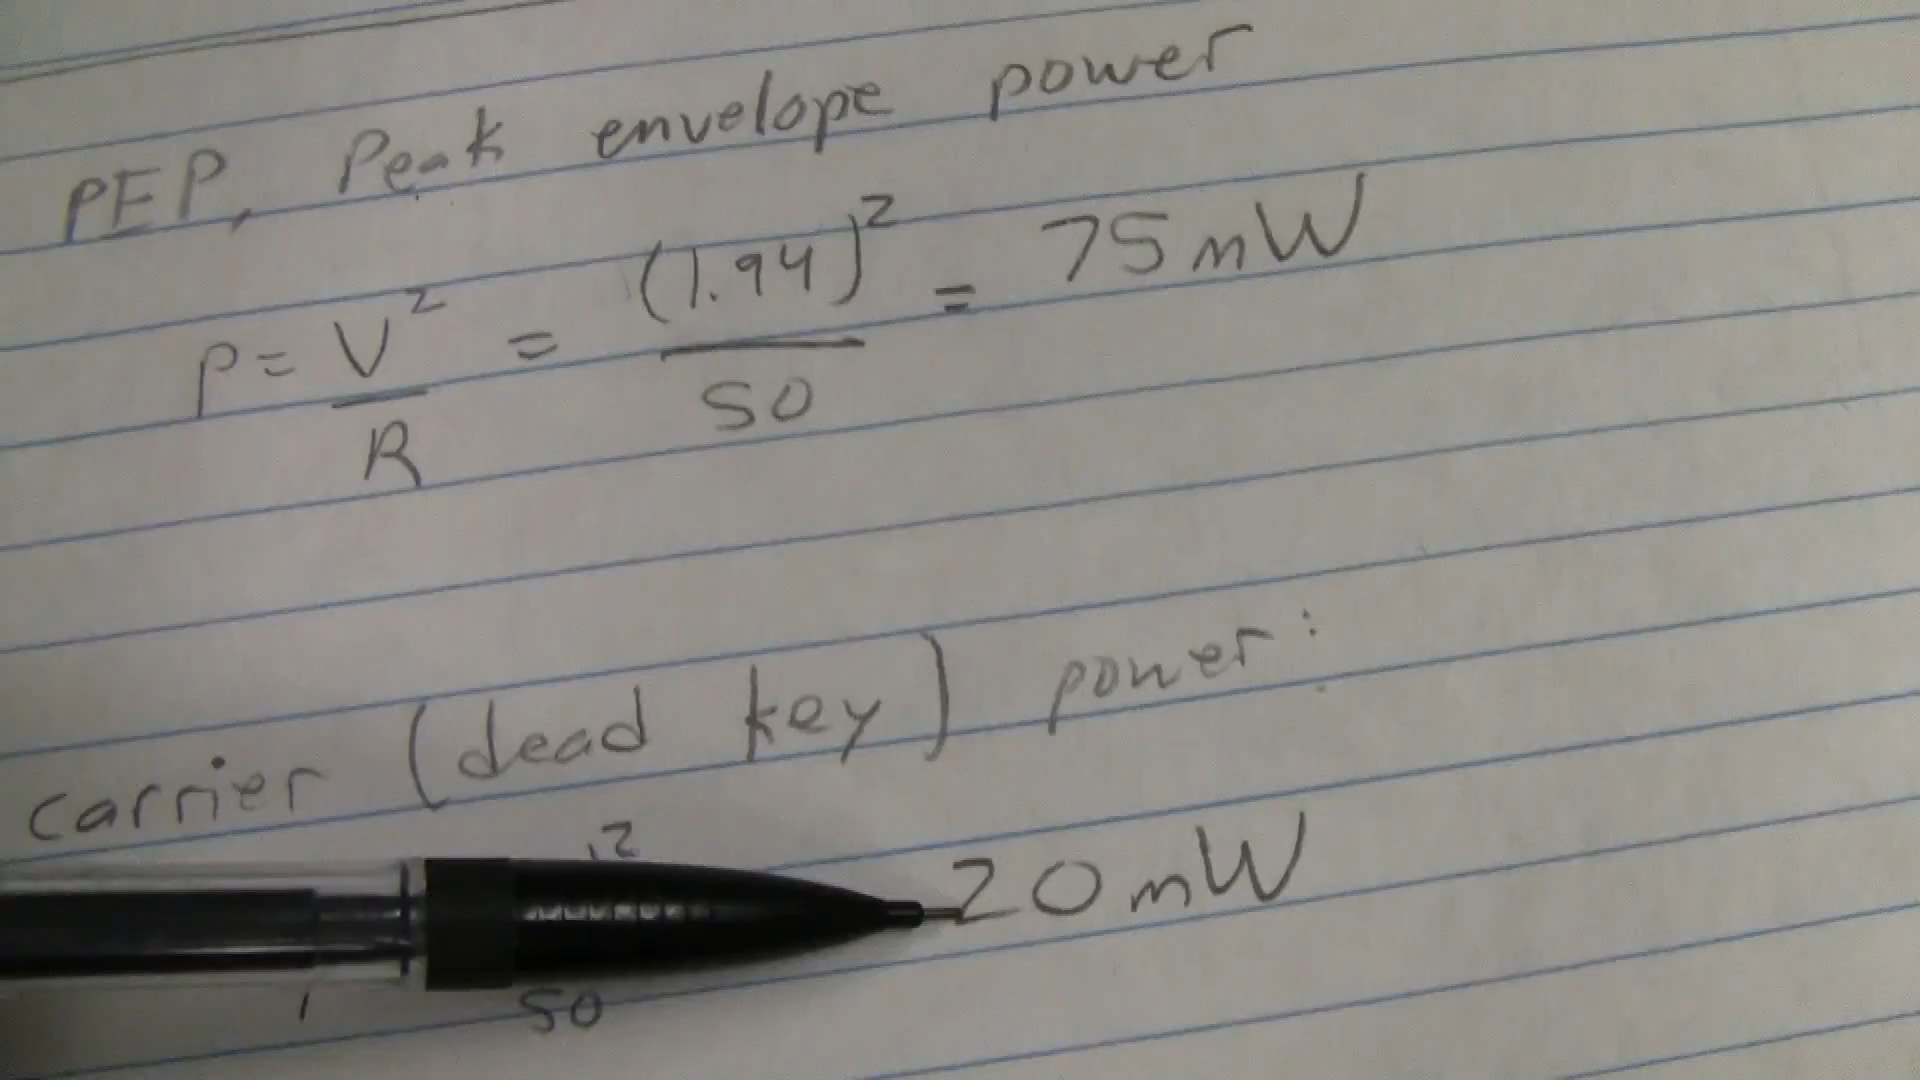 PEP, Peak envelope power
P = V² / R = (1.94)² / 50 = 75 mW
carrier (dead key) power:
² / 50 20 mW